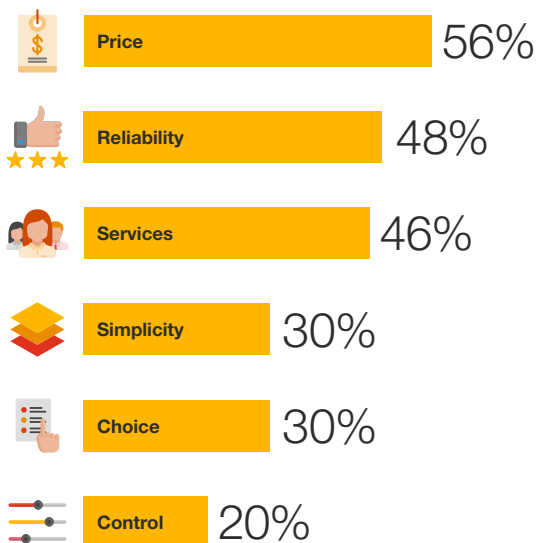 $
Price 56%
Reliability 48%
Services 46%
Simplicity 30%
Choice 30%
Control 20%